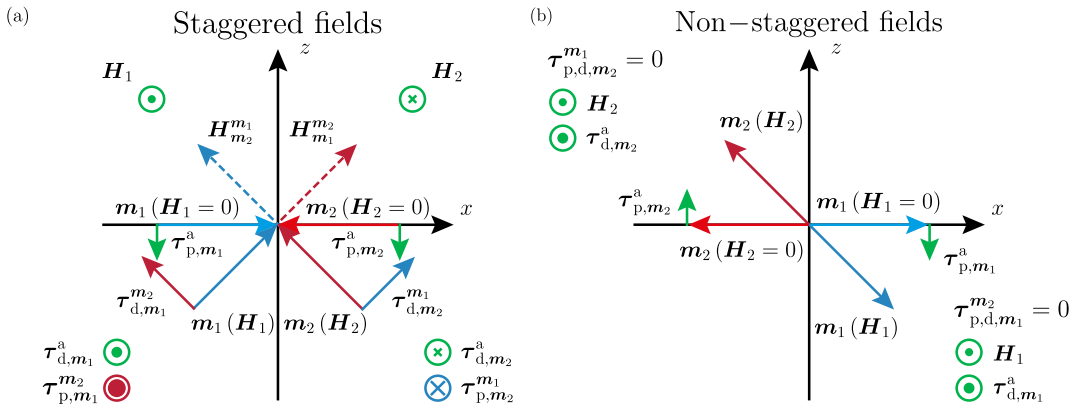 (a)
Staggered fields
z
H₁
H₂
H^{m₁}_{m₂}
H^{m₂}_{m₁}
m₁ (H₁ = 0)
m₂ (H₂ = 0)
x
τ^a_{p,m₁}
τ^a_{p,m₂}
τ^{m₂}_{d,m₁}
τ^{m₁}_{d,m₂}
m₁ (H₁)
m₂ (H₂)
τ^a_{d,m₁}
τ^a_{d,m₂}
τ^{m₂}_{p,m₁}
τ^{m₁}_{p,m₂}
(b)
Non−staggered fields
z
τ^{m₁}_{p,d,m₂} = 0
H₂
τ^a_{d,m₂}
m₂ (H₂)
τ^a_{p,m₂}
m₁ (H₁ = 0)
x
m₂ (H₂ = 0)
τ^a_{p,m₁}
m₁ (H₁)
τ^{m₂}_{p,d,m₁} = 0
H₁
τ^a_{d,m₁}